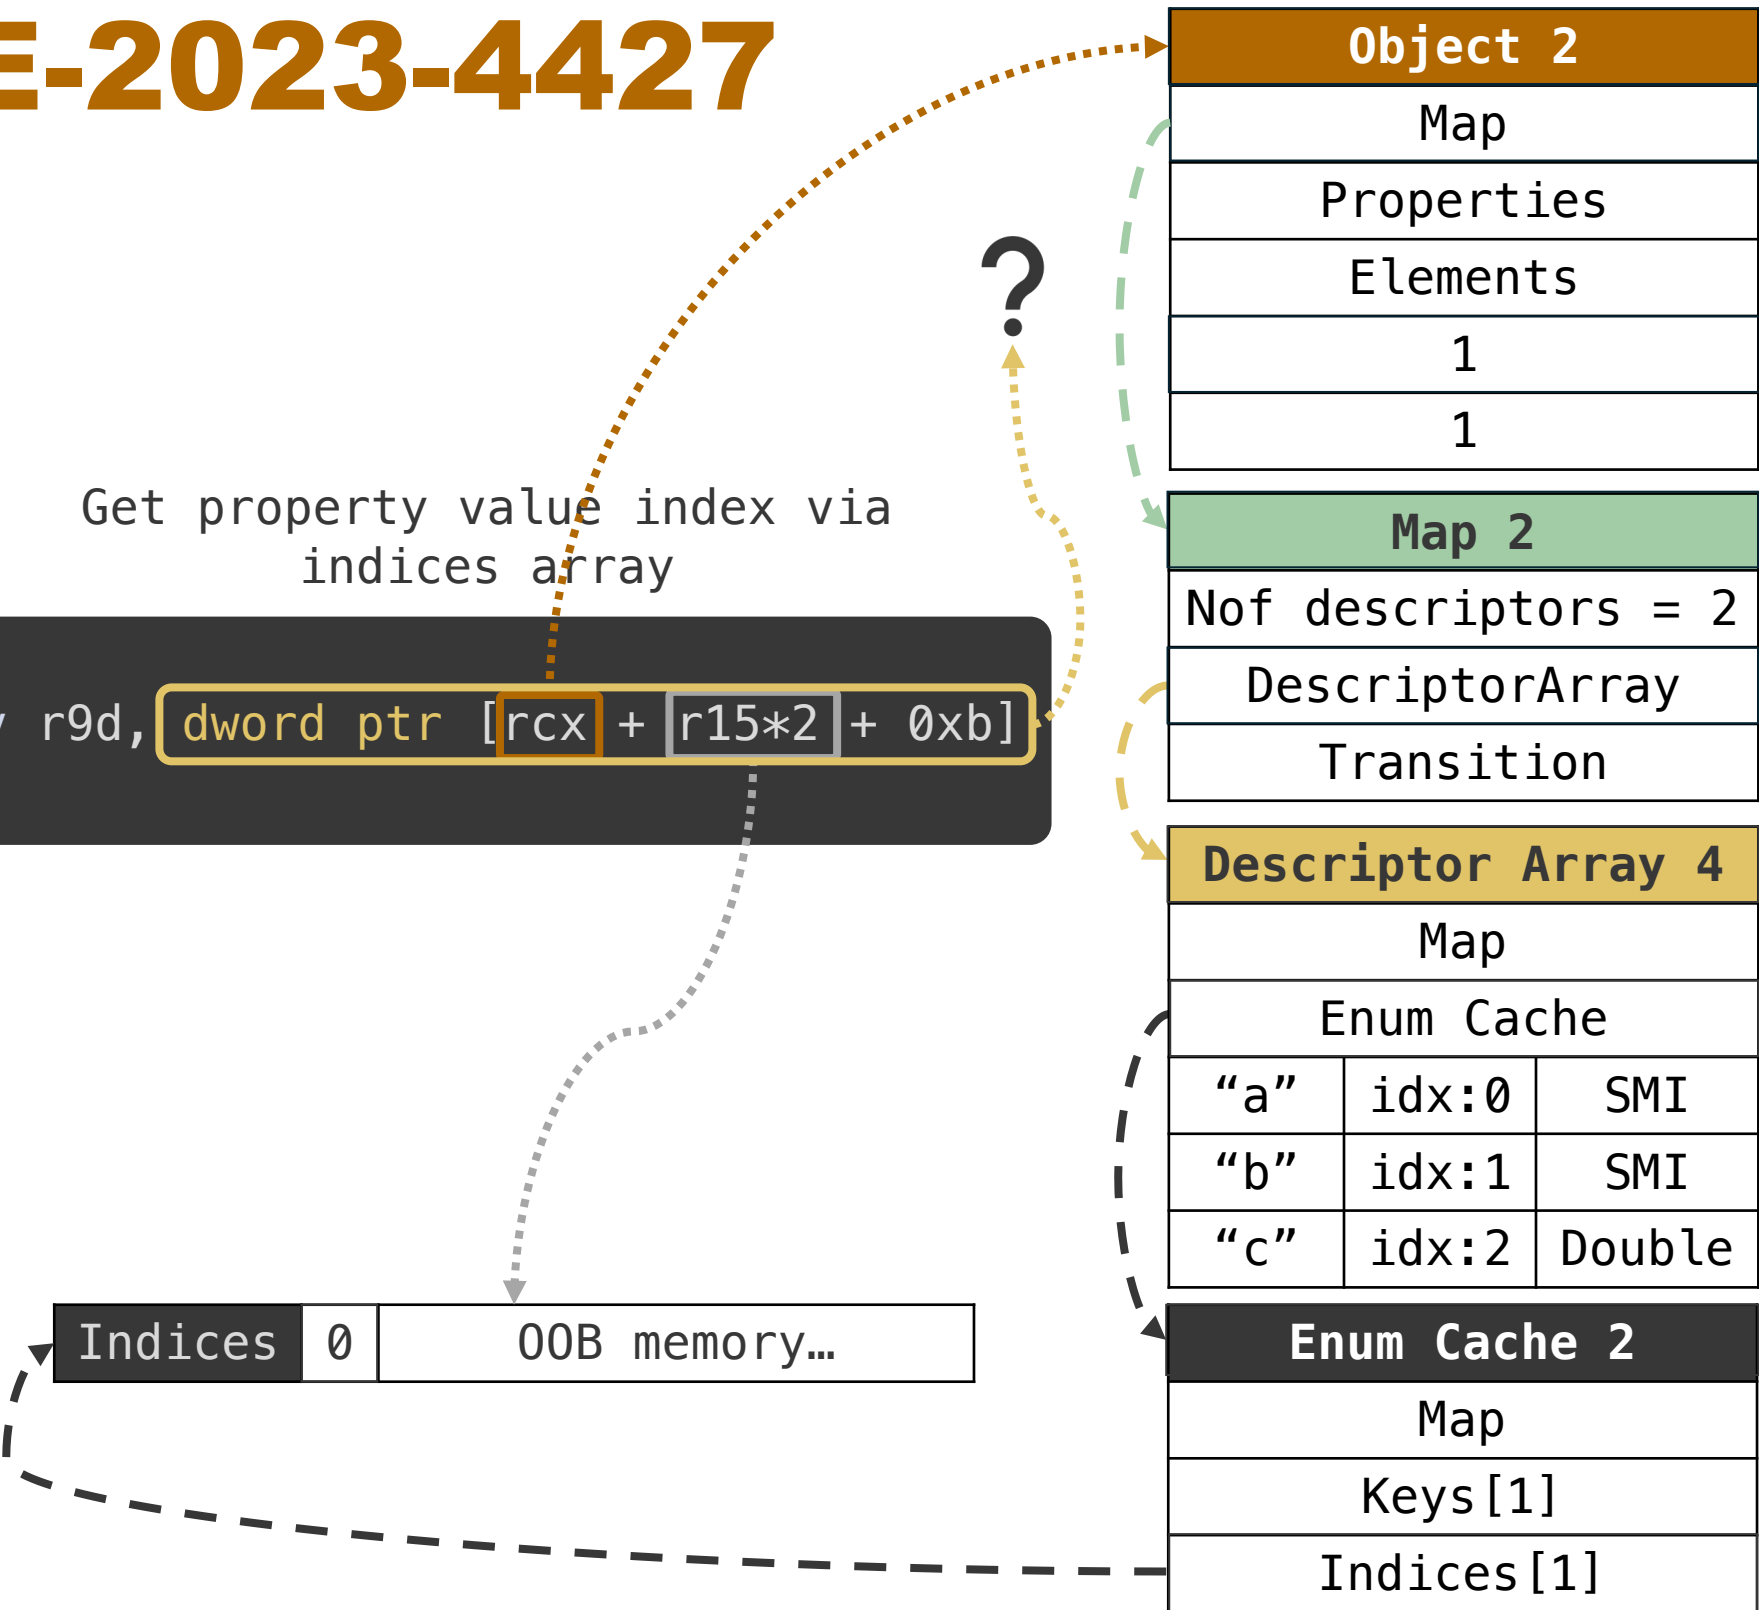 E-2023-4427
Object 2
Map
Properties
Elements
1
1
?
Get property value index via
indices array
r9d, dword ptr [rcx + r15*2 + 0xb]
Map 2
Nof descriptors = 2
DescriptorArray
Transition
Descriptor Array 4
Map
Enum Cache
“a” idx:0 SMI
“b” idx:1 SMI
“c” idx:2 Double
Indices 0 OOB memory…
Enum Cache 2
Map
Keys[1]
Indices[1]